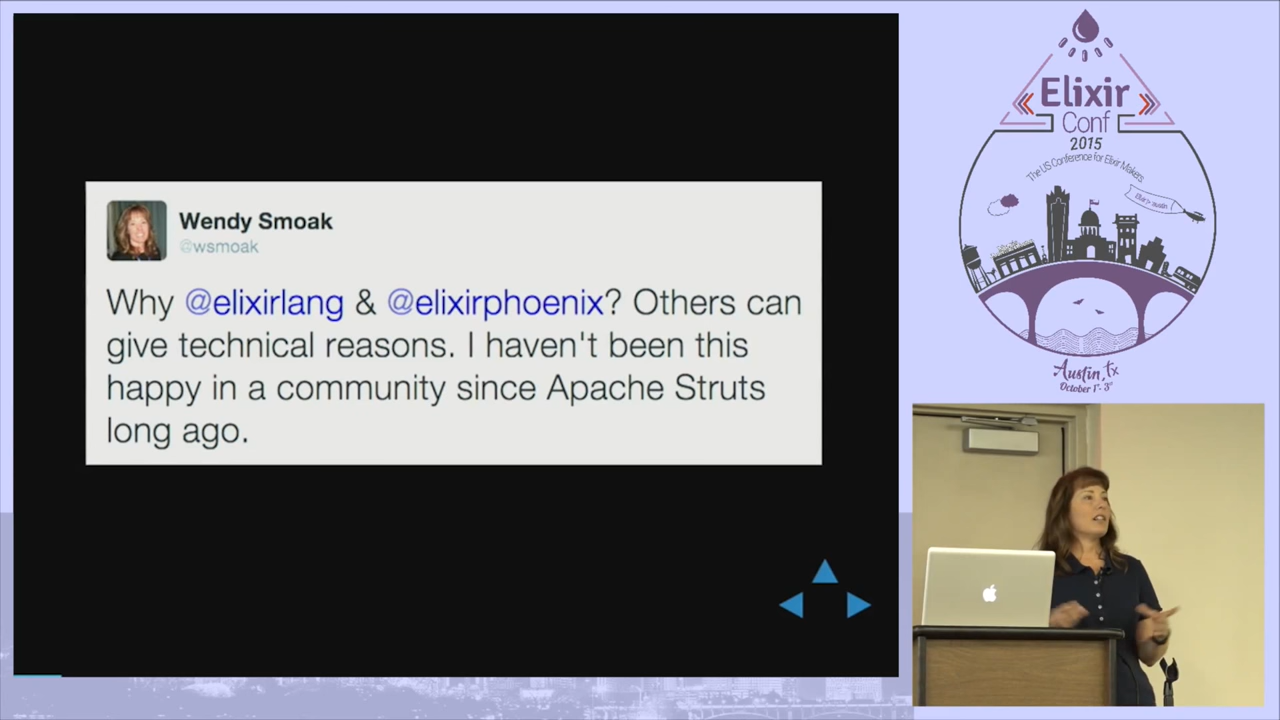 Wendy Smoak
@wsmoak
Why @elixirlang & @elixirphoenix? Others can
give technical reasons. I haven't been this
happy in a community since Apache Struts
long ago.
Elixir
Conf
2015
The US Conference for Elixir Makers
Austin, Tx
October 1st - 3rd